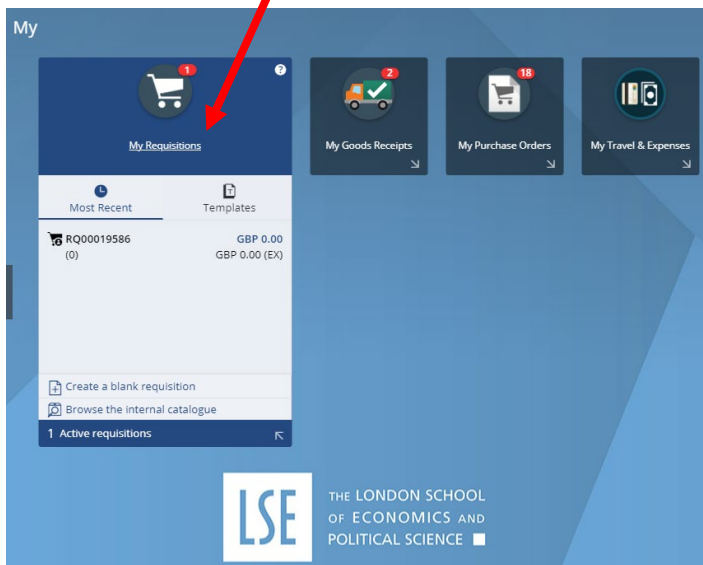 My
1
?
My Requisitions
2
My Goods Receipts
18
My Purchase Orders
My Travel & Expenses
Most Recent
T
Templates
RQ00019586
GBP 0.00
(0)
GBP 0.00 (EX)
Create a blank requisition
Browse the internal catalogue
1 Active requisitions
LSE
THE LONDON SCHOOL
OF ECONOMICS AND
POLITICAL SCIENCE